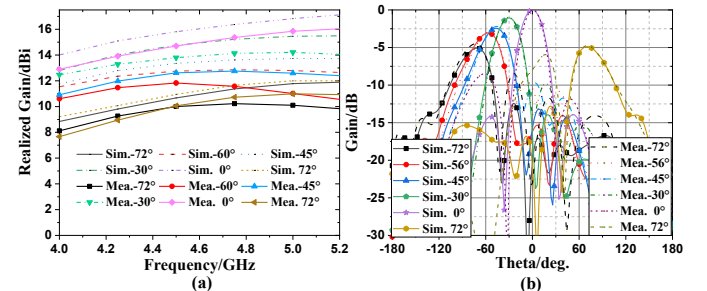 Realized Gain/dBi
16
14
12
10
8
6
4
2
0
Sim.-72° Sim.-60° Sim.-45°
Sim.-30° Sim. 0° Sim. 72°
Mea.-72° Mea.-60° Mea.-45°
Mea.-30° Mea. 0° Mea. 72°
4.0 4.2 4.4 4.6 4.8 5.0 5.2
Frequency/GHz
(a)
Gain/dB
0
-5
-10
-15
-20
-25
-30
Sim.-72°
Sim.-56°
Sim.-45°
Sim.-30°
Sim. 0°
Sim. 72°
Mea.-72°
Mea.-56°
Mea.-45°
Mea.-30°
Mea. 0°
Mea. 72°
-180 -120 -60 0 60 120 180
Theta/deg.
(b)